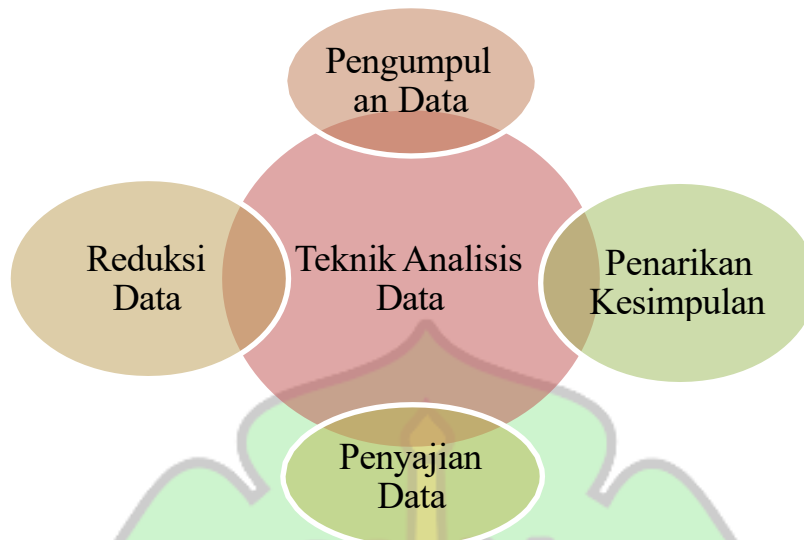 Pengumpul
an Data
Reduksi
Data
Teknik Analisis
Data
Penarikan
Kesimpulan
Penyajian
Data